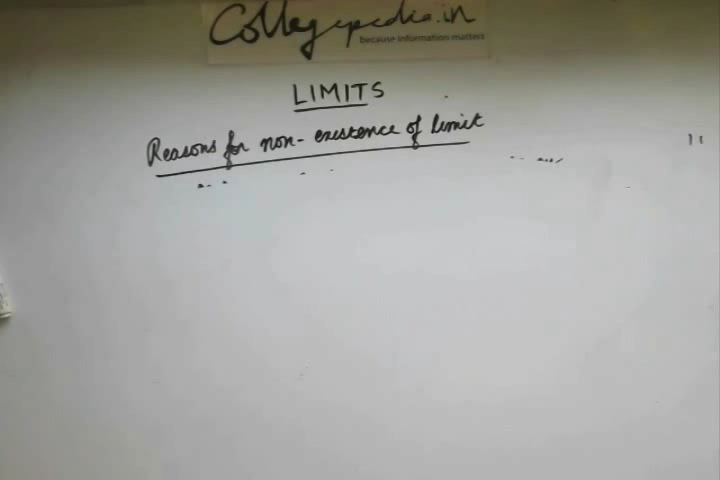 Collegepedia.in
because information matters
LIMITS
Reasons for non-existence of limit